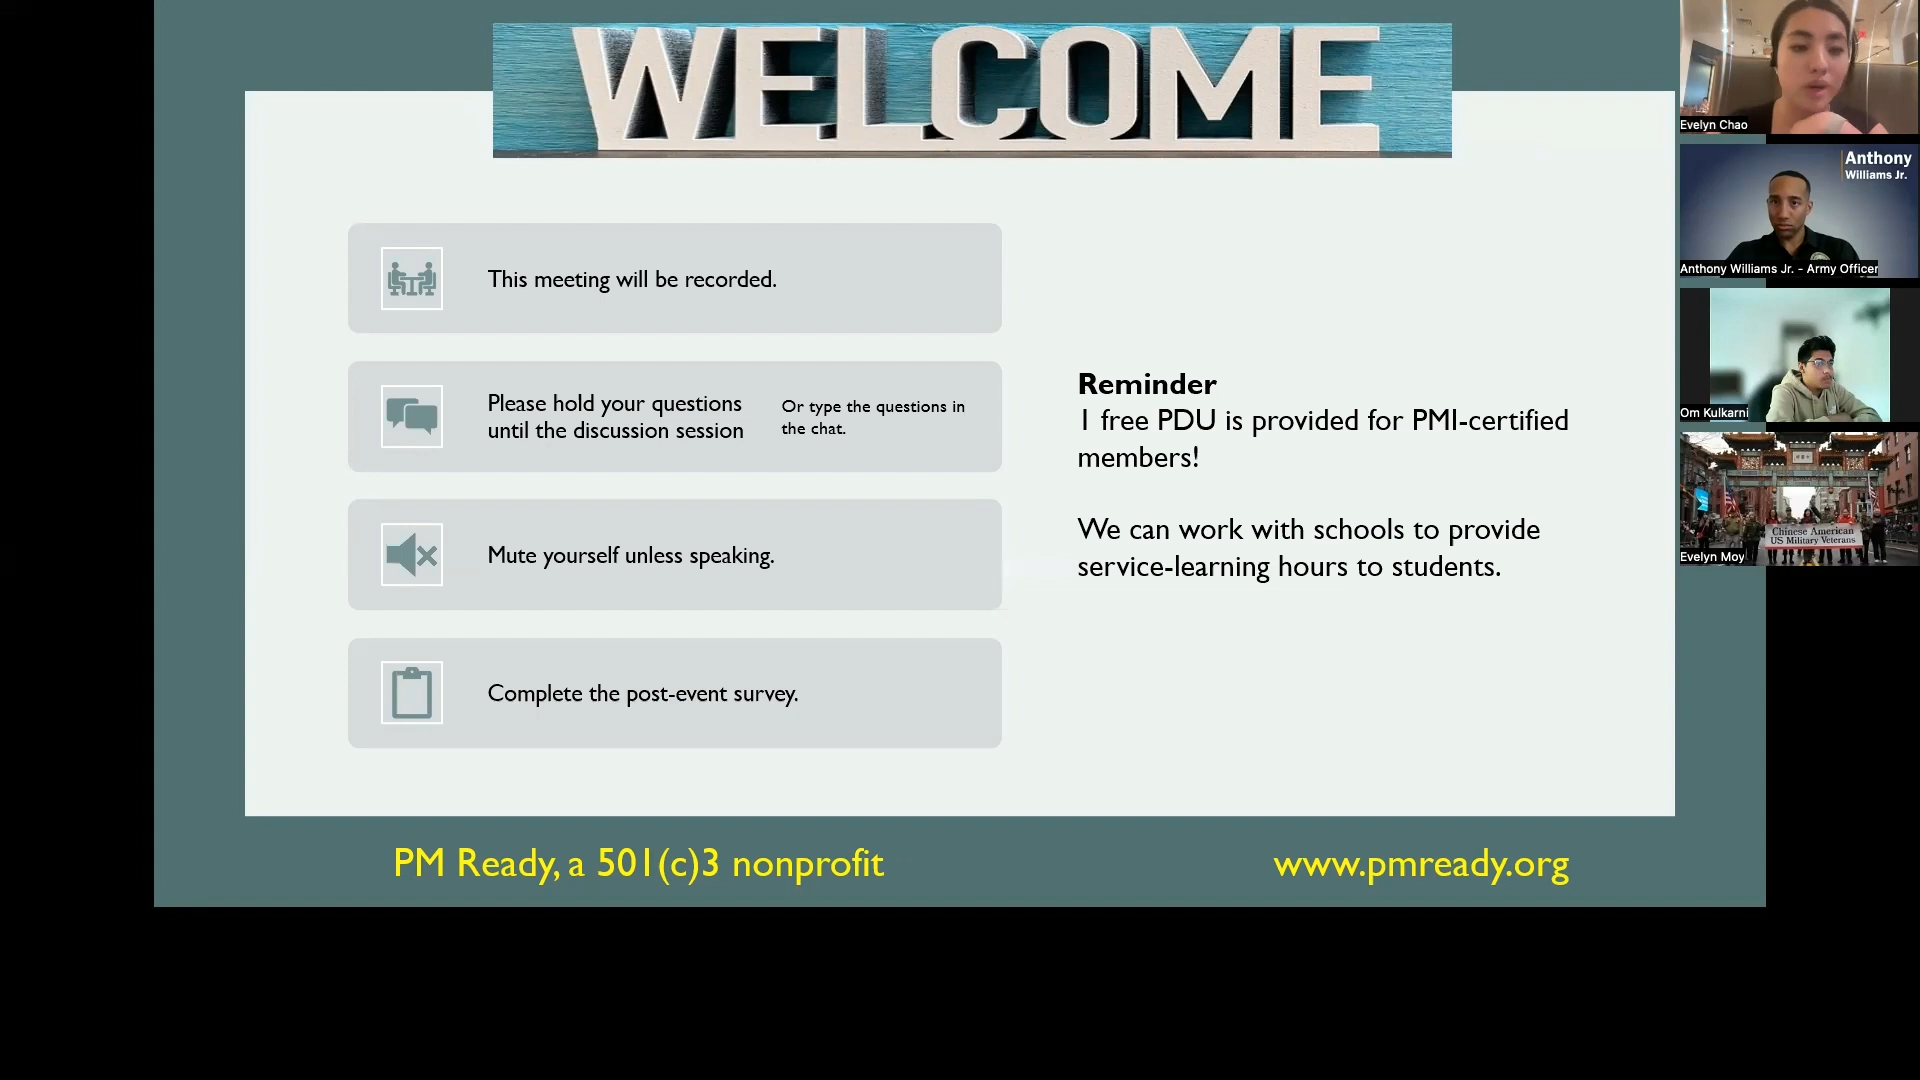 WELCOME
This meeting will be recorded.
Please hold your questions
until the discussion session
Or type the questions in
the chat.
Mute yourself unless speaking.
Complete the post-event survey.
Reminder
1 free PDU is provided for PMI-certified
members!
We can work with schools to provide
service-learning hours to students.
PM Ready, a 501(c)3 nonprofit
www.pmready.org
Evelyn Chao
Anthony
Williams Jr.
Anthony Williams Jr. - Army Officer
Om Kulkarni
Chinese American
US Military Veterans
Evelyn Moy